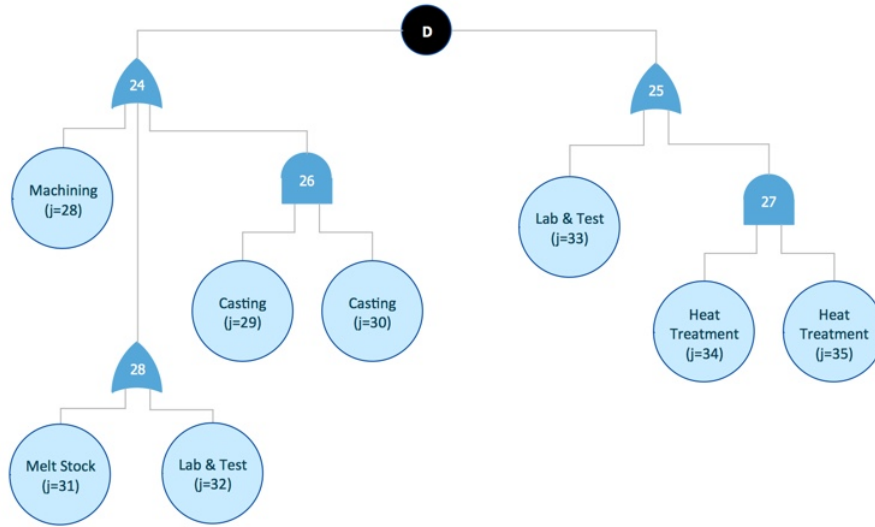 D
24
25
Machining
(j=28)
26
27
Lab & Test
(j=33)
Casting
(j=29)
Casting
(j=30)
Heat
Treatment
(j=34)
Heat
Treatment
(j=35)
28
Melt Stock
(j=31)
Lab & Test
(j=32)